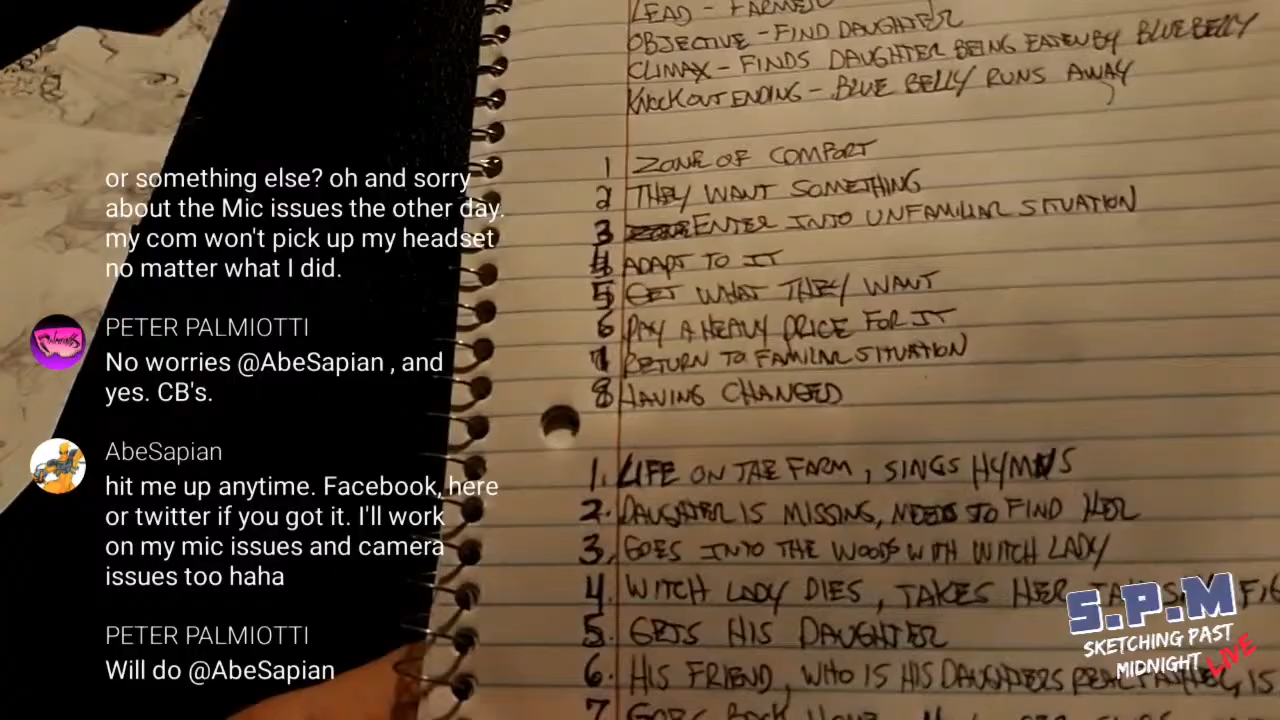 or something else? oh and sorry
about the Mic issues the other day.
my com won't pick up my headset
no matter what I did.
PETER PALMIOTTI
No worries @AbeSapian , and
yes. CB's.
AbeSapian
hit me up anytime. Facebook, here
or twitter if you got it. I'll work
on my mic issues and camera
issues too haha
PETER PALMIOTTI
Will do @AbeSapian
LEAD - FARMER
OBJECTIVE - FIND DAUGHTER
CLIMAX - FINDS DAUGHTER BEING EATEN BY BLUE BELLY
KNOCKOUT ENDING - BLUE BELLY RUNS AWAY
1 ZONE OF COMFORT
2 THEY WANT SOMETHING
3 ENTER INTO UNFAMILIAR SITUATION
4 ADAPT TO IT
5 GET WHAT THEY WANT
6 PAY A HEAVY PRICE FOR IT
7 RETURN TO FAMILAR SITUATION
8 HAVING CHANGED
1. LIFE ON THE FARM, SINGS HYMNS
2. DAUGHTER IS MISSING, NEEDS TO FIND HER
3. GOES INTO THE WOODS WITH WITCH LADY
4. WITCH LADY DIES, TAKES HER
5. GETS HIS DAUGHTER
6. HIS FRIEND, WHO IS HIS DAUGHTERS REAL FATHER, IS
7 GOES BACK HOME
S.P.M
SKETCHING PAST
MIDNIGHT LIVE